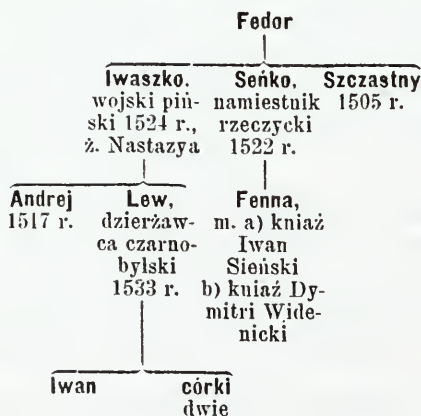 Fedor
Iwaszko. Seńko, Szczastny
wojski piń- namiestnik 1505 r.
ski 1524 r., rzeczycki
ż. Nastazya 1522 r.
Andrej Lew, Fenna,
1517 r. dzierżaw- m. a) kniaź
ca czarno- Iwan
bylski Sieński
1533 r. b) kniaź Dy-
mitri Wide-
nicki
Iwan córki
dwie